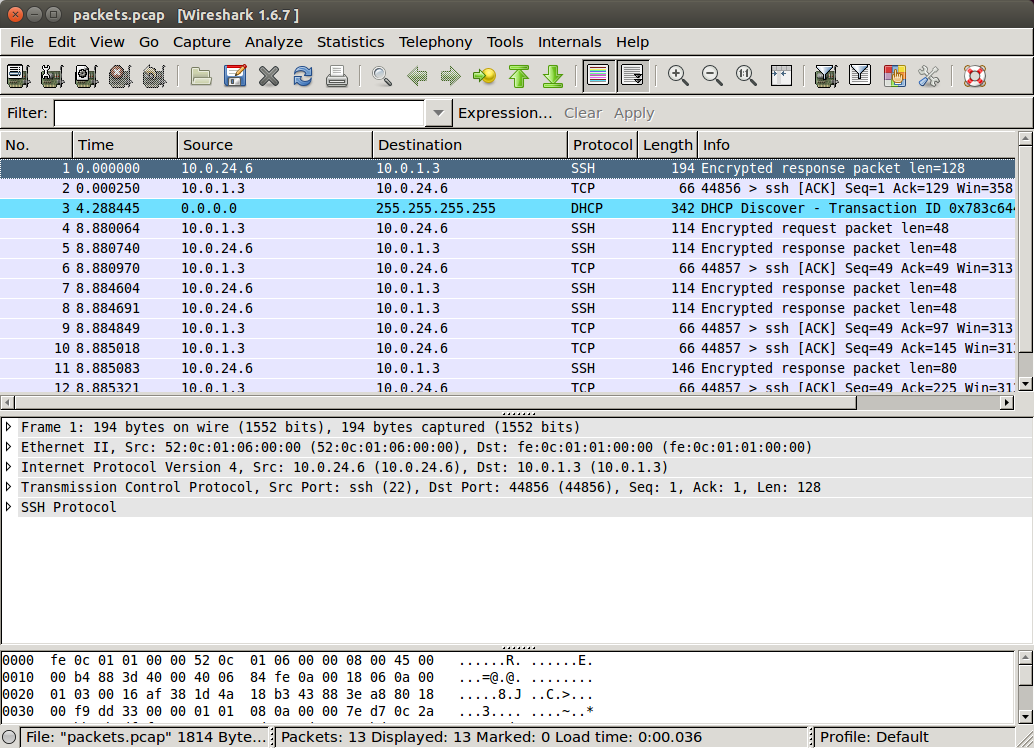 packets.pcap [Wireshark 1.6.7 ]
File Edit View Go Capture Analyze Statistics Telephony Tools Internals Help
Filter: Expression... Clear Apply
No. Time Source Destination Protocol Length Info
1 0.000000 10.0.24.6 10.0.1.3 SSH 194 Encrypted response packet len=128
2 0.000250 10.0.1.3 10.0.24.6 TCP 66 44856 > ssh [ACK] Seq=1 Ack=129 Win=358
3 4.288445 0.0.0.0 255.255.255.255 DHCP 342 DHCP Discover - Transaction ID 0x783c64
4 8.880064 10.0.1.3 10.0.24.6 SSH 114 Encrypted request packet len=48
5 8.880740 10.0.24.6 10.0.1.3 SSH 114 Encrypted response packet len=48
6 8.880970 10.0.1.3 10.0.24.6 TCP 66 44857 > ssh [ACK] Seq=49 Ack=49 Win=313
7 8.884604 10.0.24.6 10.0.1.3 SSH 114 Encrypted response packet len=48
8 8.884691 10.0.24.6 10.0.1.3 SSH 114 Encrypted response packet len=48
9 8.884849 10.0.1.3 10.0.24.6 TCP 66 44857 > ssh [ACK] Seq=49 Ack=97 Win=313
10 8.885018 10.0.1.3 10.0.24.6 TCP 66 44857 > ssh [ACK] Seq=49 Ack=145 Win=31
11 8.885083 10.0.24.6 10.0.1.3 SSH 146 Encrypted response packet len=80
12 8.885321 10.0.1.3 10.0.24.6 TCP 66 44857 > ssh [ACK] Seq=49 Ack=225 Win=31
Frame 1: 194 bytes on wire (1552 bits), 194 bytes captured (1552 bits)
Ethernet II, Src: 52:0c:01:06:00:00 (52:0c:01:06:00:00), Dst: fe:0c:01:01:00:00 (fe:0c:01:01:00:00)
Internet Protocol Version 4, Src: 10.0.24.6 (10.0.24.6), Dst: 10.0.1.3 (10.0.1.3)
Transmission Control Protocol, Src Port: ssh (22), Dst Port: 44856 (44856), Seq: 1, Ack: 1, Len: 128
SSH Protocol
0000 fe 0c 01 01 00 00 52 0c 01 06 00 00 08 00 45 00 ......R. ......E.
0010 00 b4 88 3d 40 00 40 06 84 fe 0a 00 18 06 0a 00 ...=@.@. ........
0020 01 03 00 16 af 38 1d 4a 18 b3 43 88 3e a8 80 18 .....8.J ..C.>...
0030 00 f9 dd 33 00 00 01 01 08 0a 00 00 7e d7 0c 2a ...3.... ....~..*
File: "packets.pcap" 1814 Byte... Packets: 13 Displayed: 13 Marked: 0 Load time: 0:00.036 Profile: Default